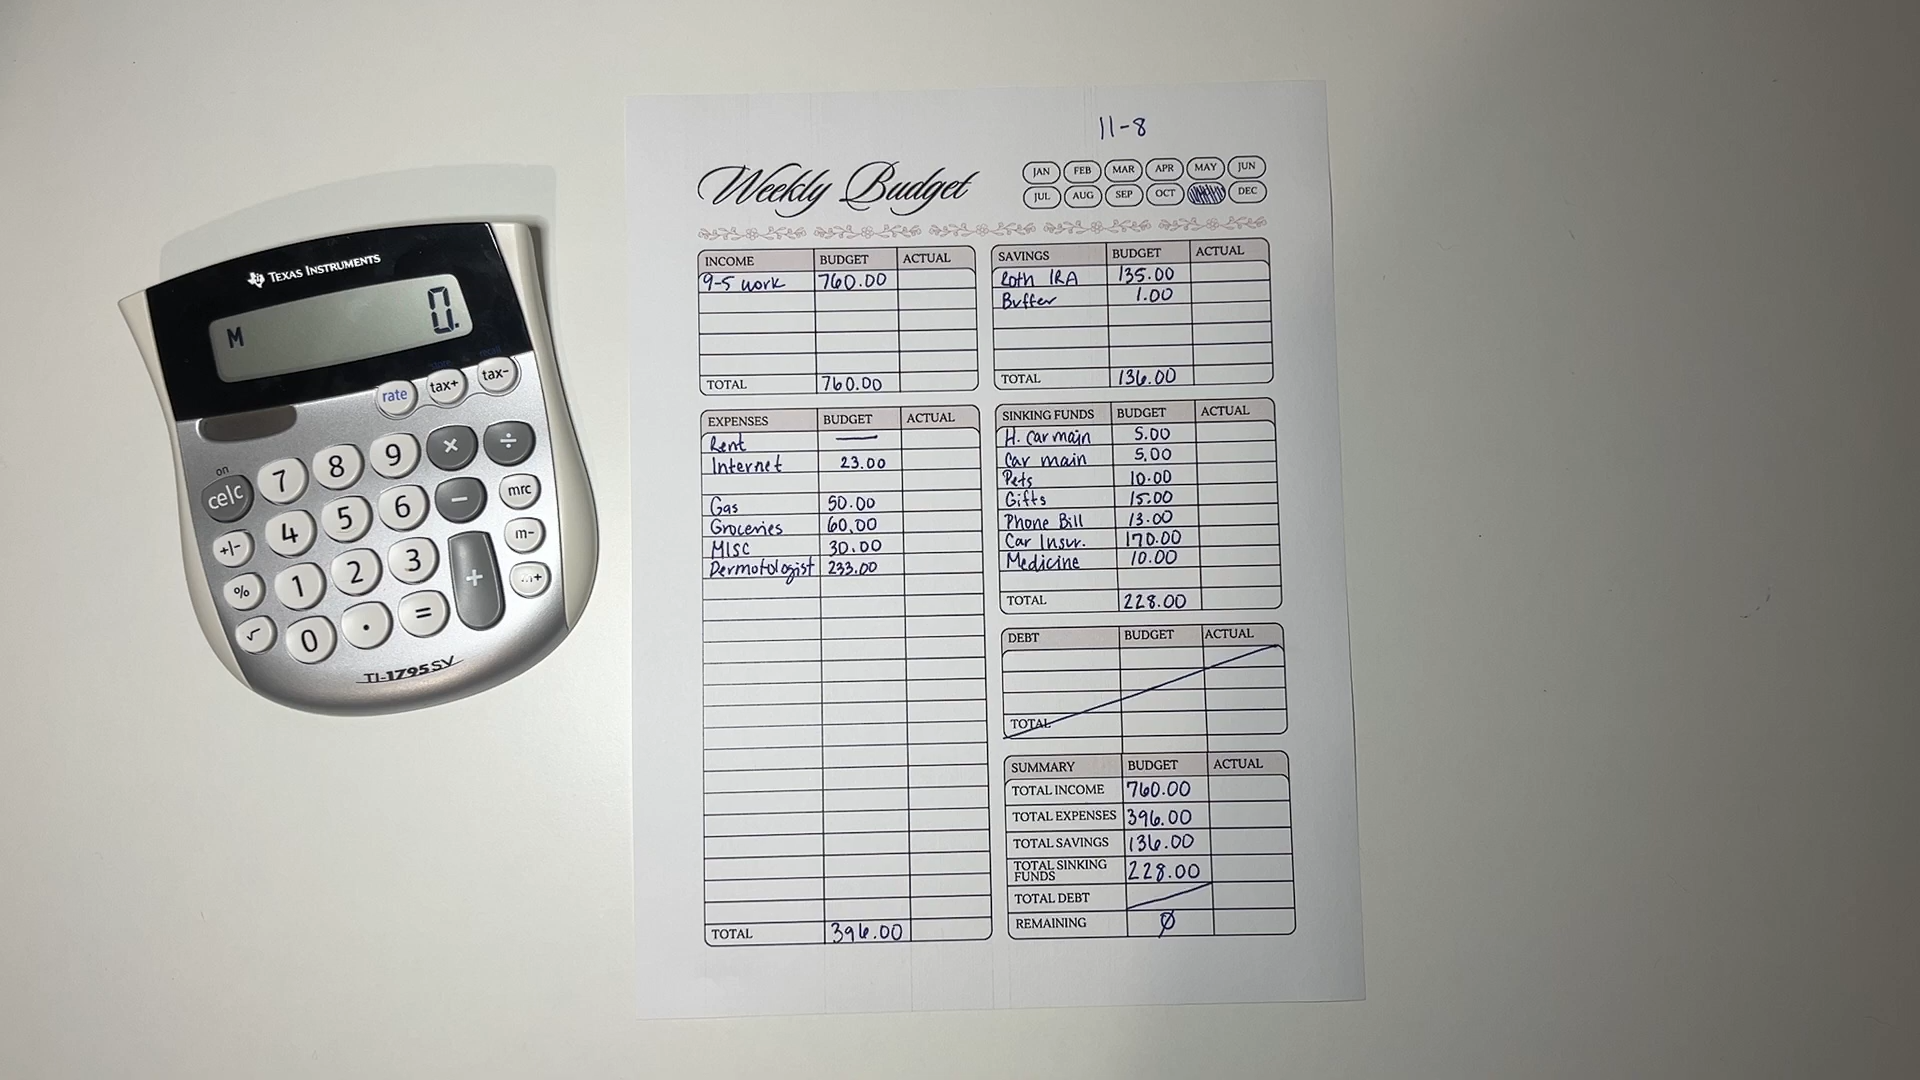 11-8
Weekly Budget
JAN FEB MAR APR MAY JUN
JUL AUG SEP OCT DEC
INCOME BUDGET ACTUAL
9-5 work 760.00
TOTAL 760.00
SAVINGS BUDGET ACTUAL
Roth IRA 135.00
Buffer 1.00
TOTAL 136.00
EXPENSES BUDGET ACTUAL
Rent —
Internet 23.00
Gas 50.00
Groceries 60.00
MISC 30.00
Dermotologist 233.00
TOTAL 396.00
SINKING FUNDS BUDGET ACTUAL
H. Car main 5.00
Car main 5.00
Pets 10.00
Gifts 15.00
Phone Bill 13.00
Car Insur. 170.00
Medicine 10.00
TOTAL 228.00
DEBT BUDGET ACTUAL
TOTAL
SUMMARY BUDGET ACTUAL
TOTAL INCOME 760.00
TOTAL EXPENSES 396.00
TOTAL SAVINGS 136.00
TOTAL SINKING FUNDS 228.00
TOTAL DEBT
REMAINING Ø
TEXAS INSTRUMENTS
M 0.
rate tax+ tax-
on
ce/c 7 8 9 × ÷
+/- 4 5 6 − mrc
% 1 2 3 + m-
√ 0 . =
TI-1795 SV